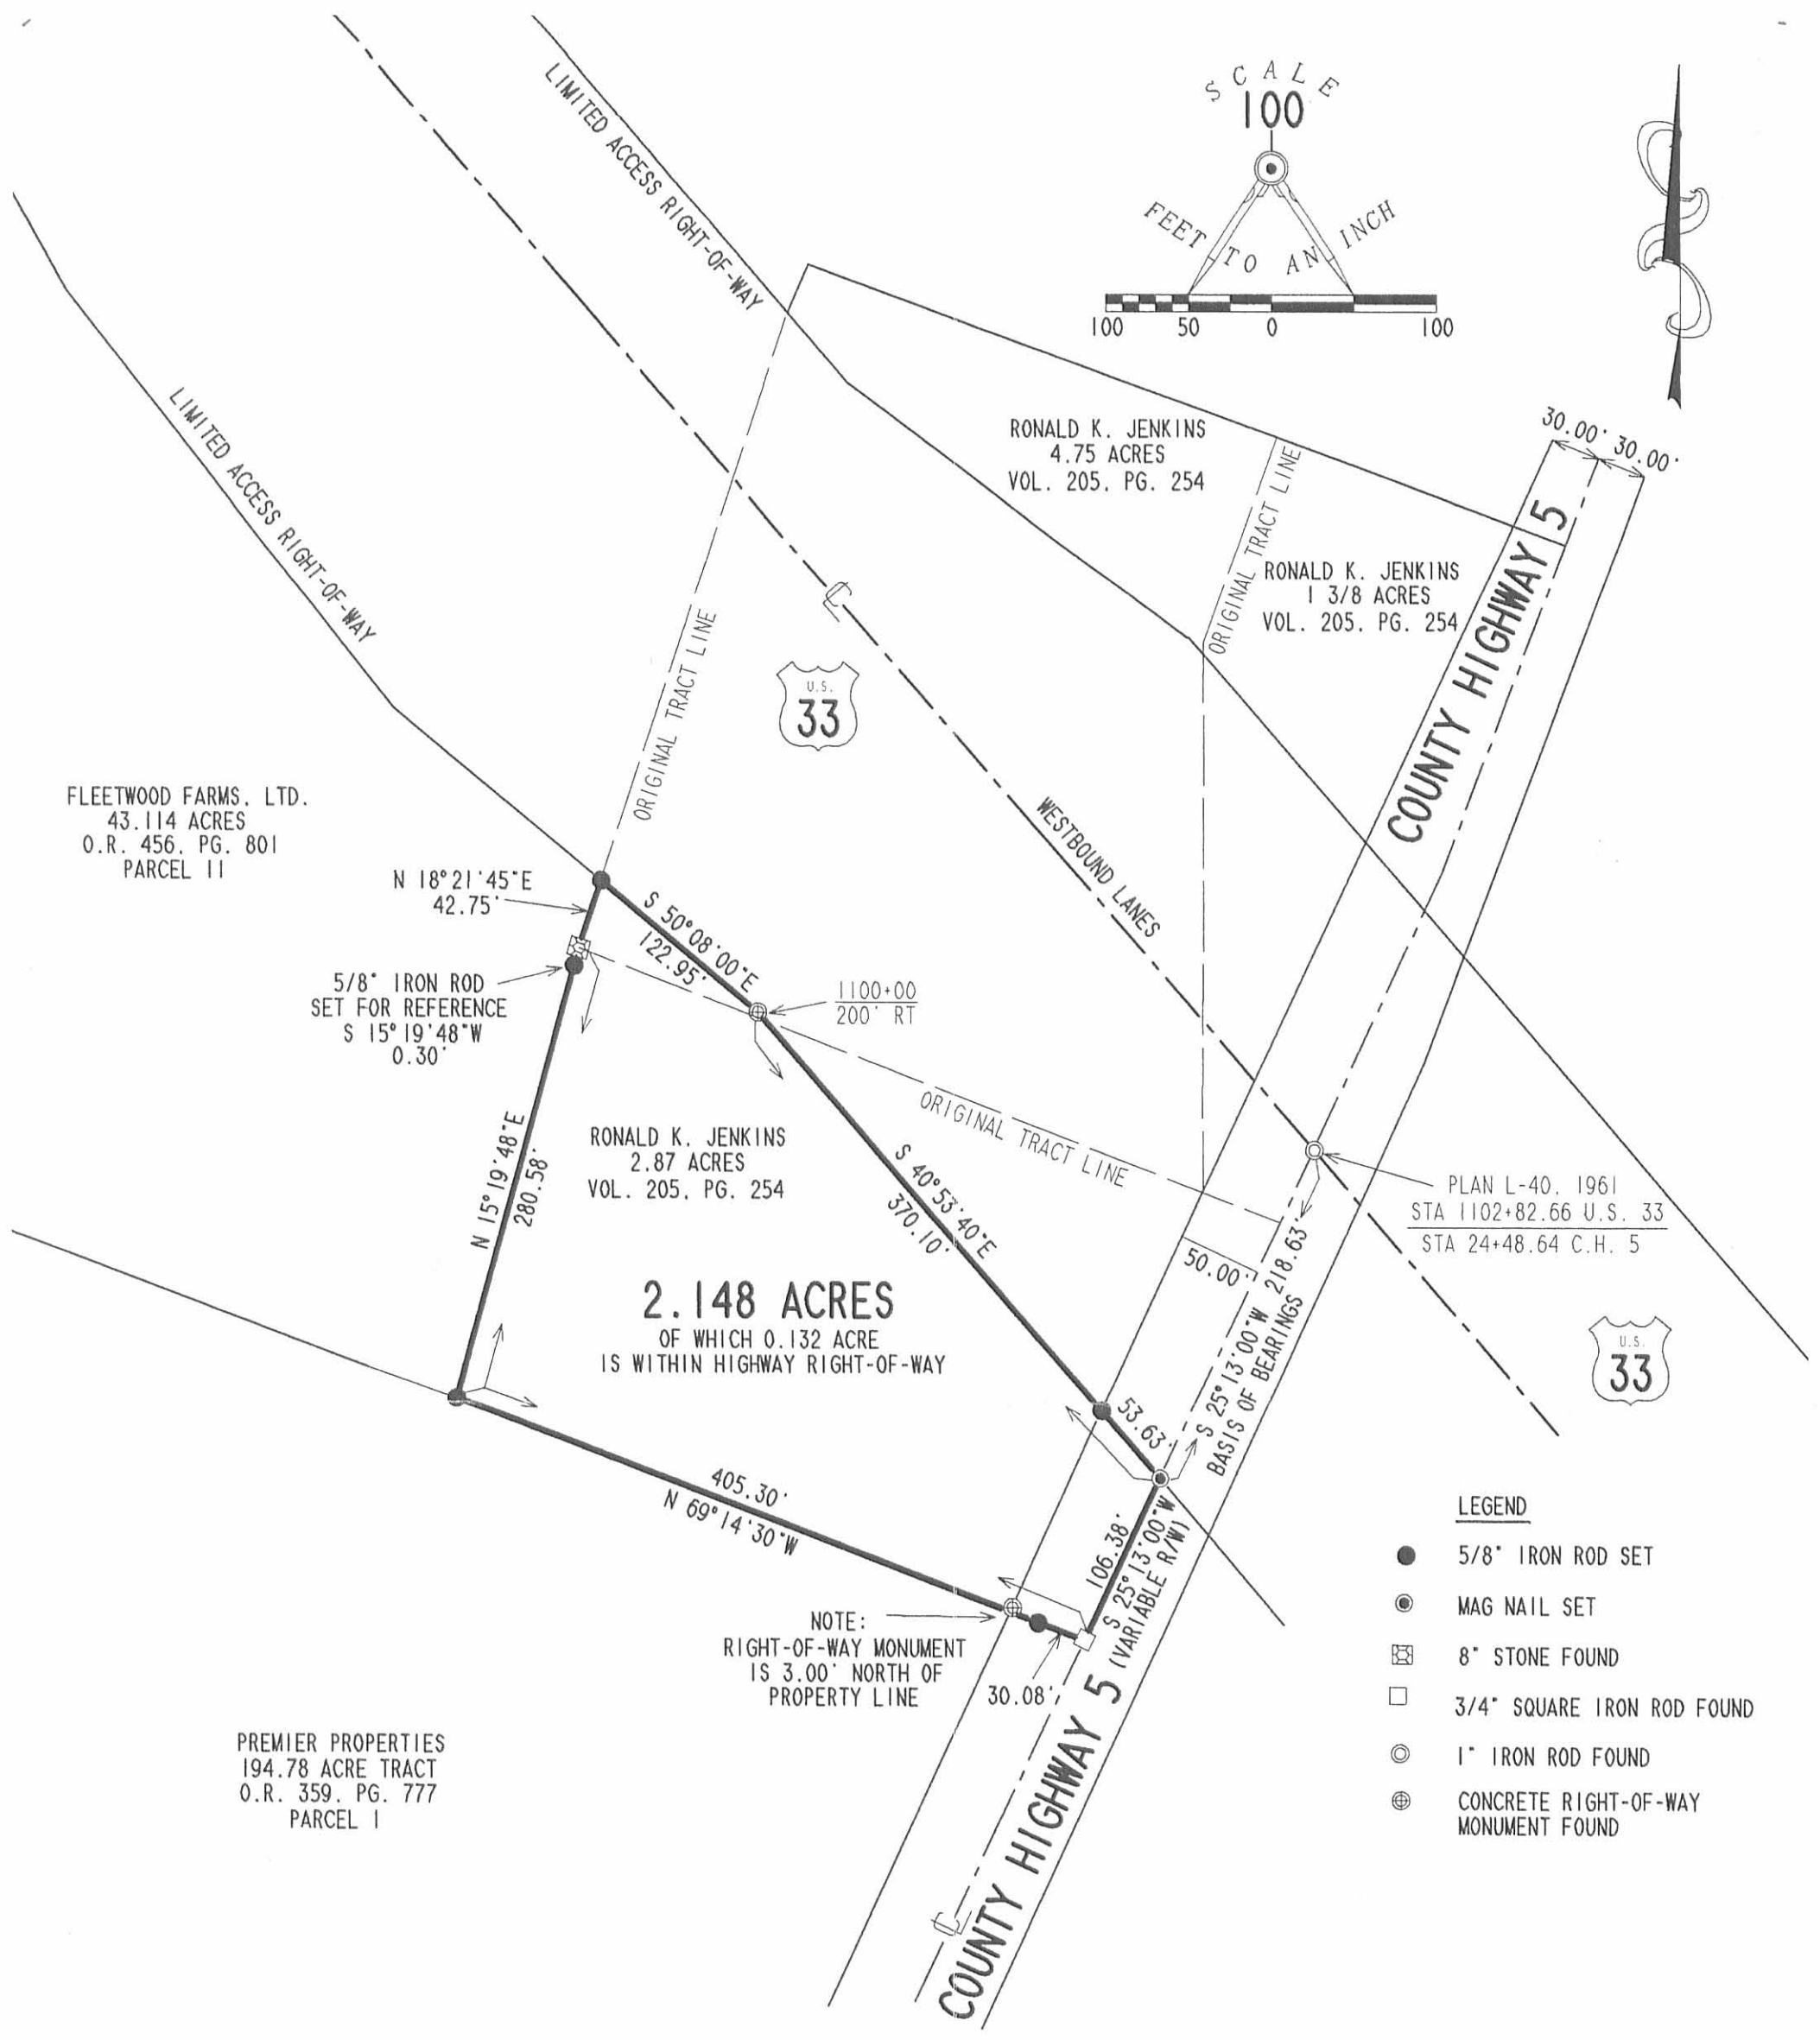 SCALE
100
FEET TO AN INCH
100 50 0 100
LIMITED ACCESS RIGHT-OF-WAY
LIMITED ACCESS RIGHT-OF-WAY
30.00' 30.00'
RONALD K. JENKINS
4.75 ACRES
VOL. 205, PG. 254
ORIGINAL TRACT LINE
RONALD K. JENKINS
1 3/8 ACRES
VOL. 205, PG. 254
COUNTY HIGHWAY 5
ORIGINAL TRACT LINE
U.S.
33
WESTBOUND LANES
FLEETWOOD FARMS, LTD.
43.114 ACRES
O.R. 456, PG. 801
PARCEL II
N 18°21'45"E
42.75'
S 50°08'00"E
122.95'
5/8" IRON ROD
SET FOR REFERENCE
S 15°19'48"W
0.30'
1100+00
200' RT
ORIGINAL TRACT LINE
N 15°19'48"E
280.58'
RONALD K. JENKINS
2.87 ACRES
VOL. 205, PG. 254
S 40°53'40"E
370.10'
PLAN L-40, 1961
STA 1102+82.66 U.S. 33
STA 24+48.64 C.H. 5
50.00'
S 25°13'00"W 218.63'
BASIS OF BEARINGS
2.148 ACRES
OF WHICH 0.132 ACRE
IS WITHIN HIGHWAY RIGHT-OF-WAY
U.S.
33
53.63'
405.30'
N 69°14'30"W
106.38'
S 25°13'00"W
(VARIABLE R/W)
NOTE:
RIGHT-OF-WAY MONUMENT
IS 3.00' NORTH OF
PROPERTY LINE
30.08'
COUNTY HIGHWAY 5
PREMIER PROPERTIES
194.78 ACRE TRACT
O.R. 359, PG. 777
PARCEL I
LEGEND
5/8" IRON ROD SET
MAG NAIL SET
8" STONE FOUND
3/4" SQUARE IRON ROD FOUND
1" IRON ROD FOUND
CONCRETE RIGHT-OF-WAY
MONUMENT FOUND